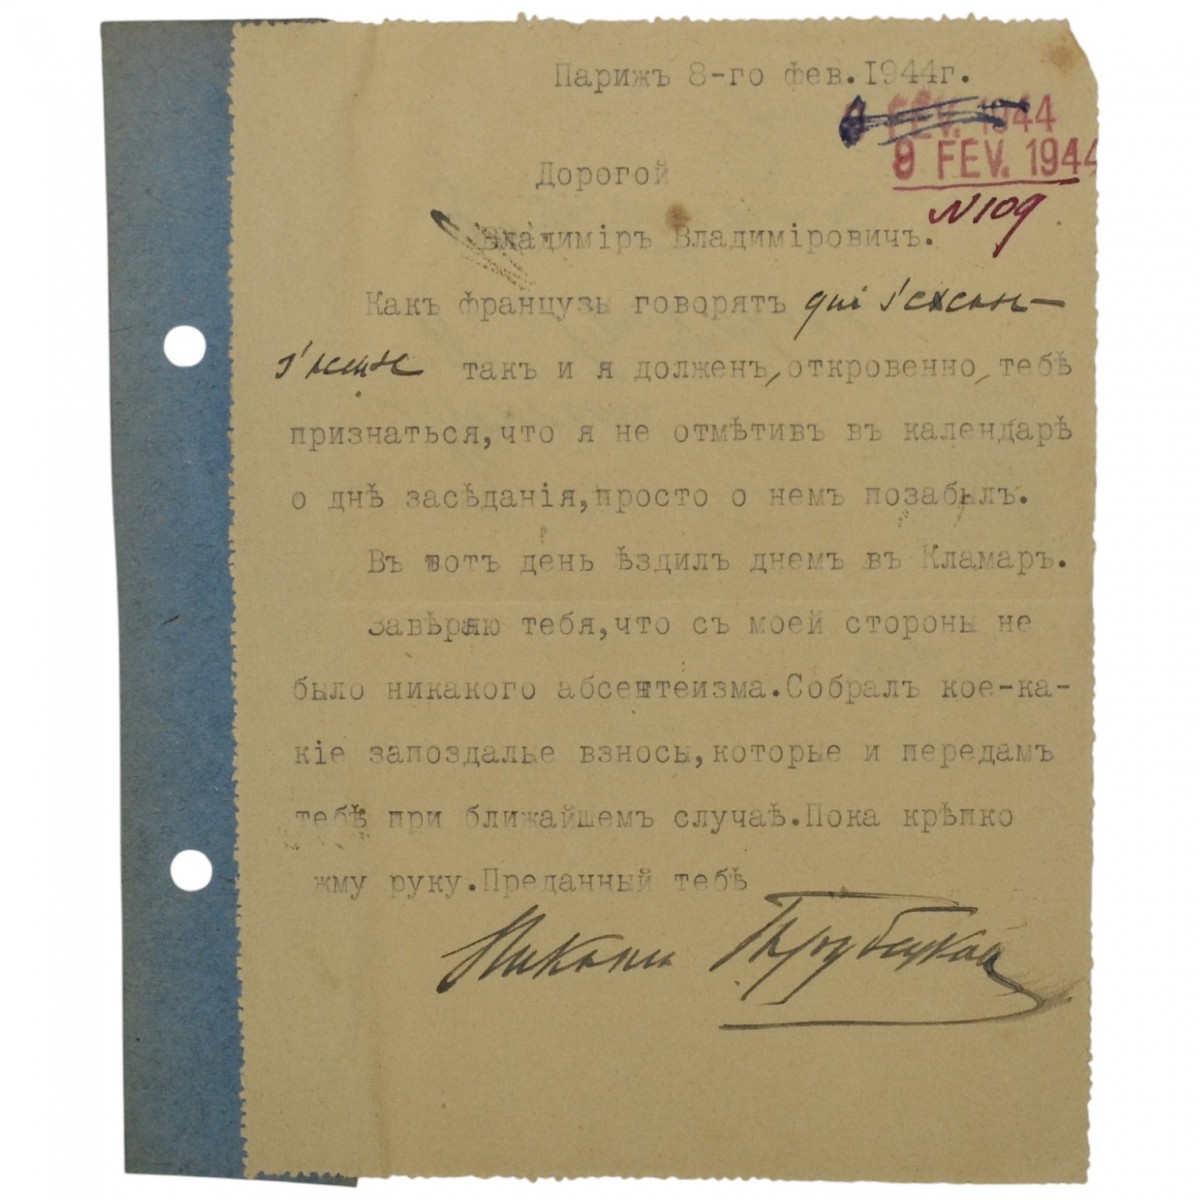 Парижъ 8-го фев.1944г.
FEV. 1944
9 FEV. 1944
N109
Дорогой
Владимiръ Владимiровичъ.
Какъ французы говорятъ qui s'excuse
s'accuse такъ и я долженъ, откровенно, тебѣ
признаться,что я не отмѣтивъ въ календарѣ
о днѣ засѣданiя,просто о немъ позабылъ.
Въ тотъ день ѣздилъ днемъ въ Кламаръ.
Завѣряю тебя,что съ моей стороны не
было никакого абсентеизма.Собралъ кое-ка-
кiе запоздалые взносы,которые и передамъ
тебѣ при ближайшемъ случаѣ.Пока крѣпко
жму руку.Преданный тебѣ
Трубецкой